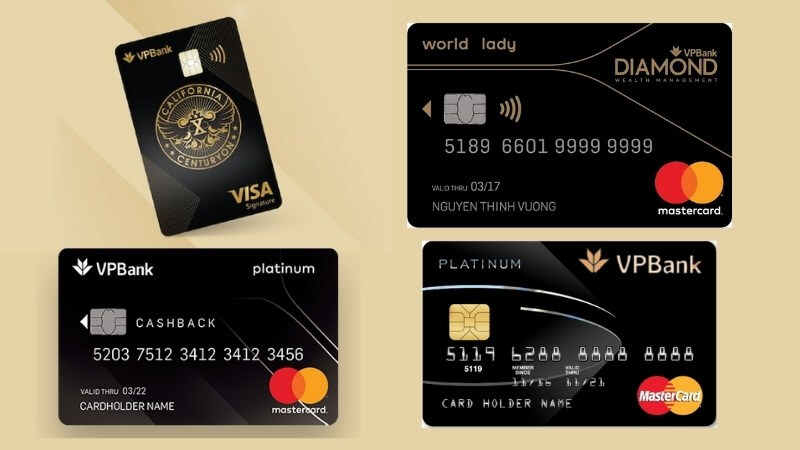 VPBank
CALIFORNIA
X
CENTURYON
VISA
Signature
world lady
VPBank
DIAMOND
WEALTH MANAGEMENT
5189 6601 9999 9999
VALID THRU 03/17
NGUYEN THINH VUONG
mastercard.
VPBank platinum
CASHBACK
5203 7512 3412 3412 3456
VALID THRU 03/22
CARDHOLDER NAME
mastercard.
PLATINUM VPBank
5119 6288 8888 8888
5119
MEMBER SINCE VALID THRU
11/16 11/21
CARD HOLDER NAME
MasterCard